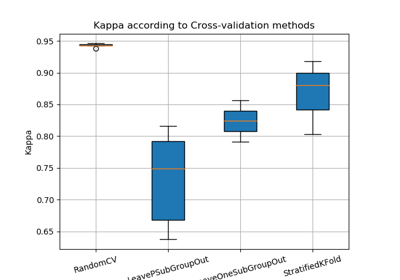 Kappa according to Cross-validation methods
0.95
0.90
0.85
0.80
0.75
0.70
0.65
Kappa
RandomCV
LeavePSubGroupOut
LeaveOneSubGroupOut
StratifiedKFold